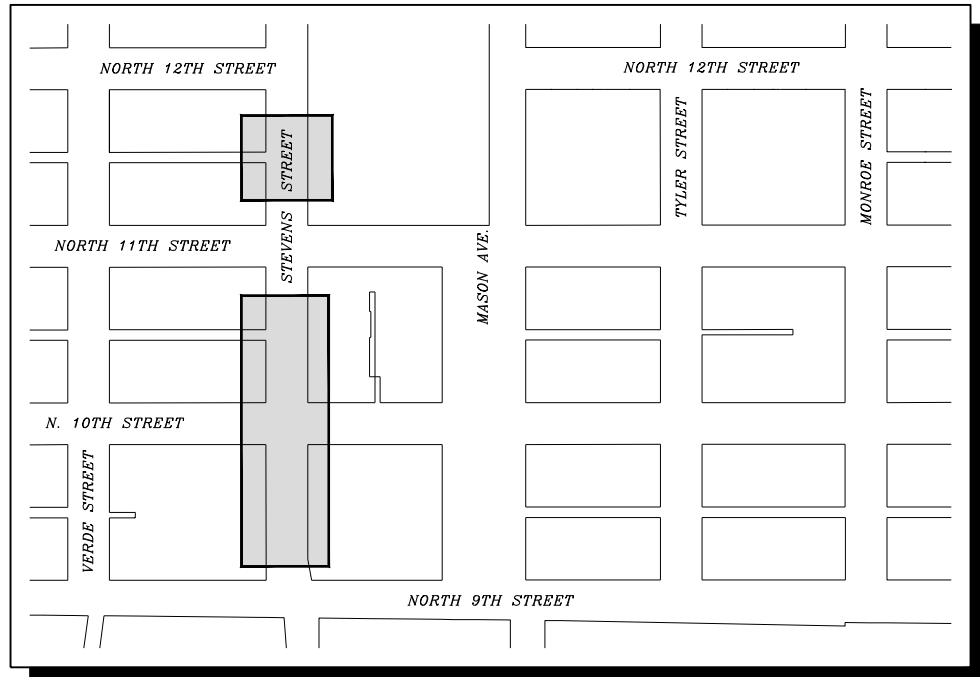 NORTH 12TH STREET
NORTH 12TH STREET
STEVENS STREET
TYLER STREET
MONROE STREET
NORTH 11TH STREET
MASON AVE.
N. 10TH STREET
VERDE STREET
NORTH 9TH STREET